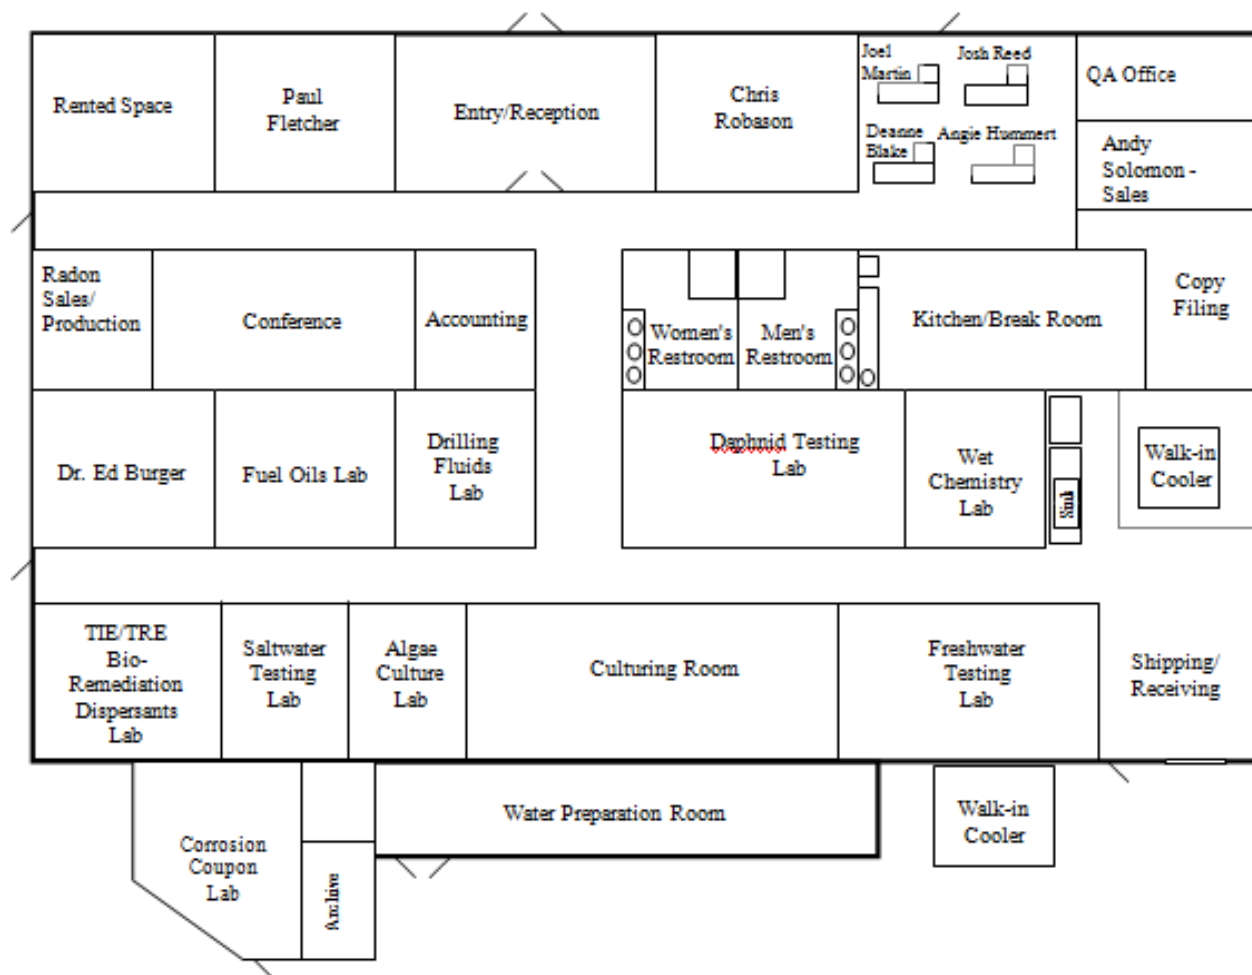 Rented Space
Paul
Fletcher
Entry/Reception
Chris
Robason
Joel
Martin
Josh Reed
Deanne
Blake
Angie Hummert
QA Office
Andy
Solomon -
Sales
Radon
Sales/
Production
Conference
Accounting
Women's
Restroom
Men's
Restroom
Kitchen/Break Room
Copy
Filing
Dr. Ed Burger
Fuel Oils Lab
Drilling
Fluids
Lab
Daphnid Testing
Lab
Wet
Chemistry
Lab
Sink
Walk-in
Cooler
TIE/TRE
Bio-
Remediation
Dispersants
Lab
Saltwater
Testing
Lab
Algae
Culture
Lab
Culturing Room
Freshwater
Testing
Lab
Shipping/
Receiving
Corrosion
Coupon
Lab
Archive
Water Preparation Room
Walk-in
Cooler